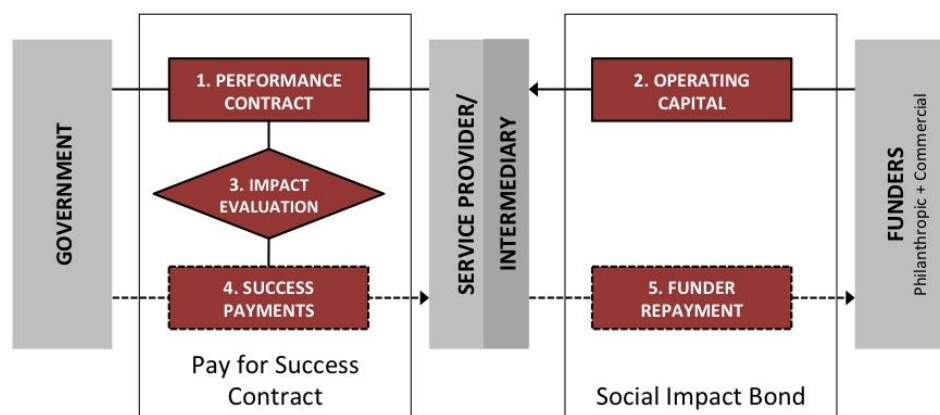 GOVERNMENT
1. PERFORMANCE
CONTRACT
3. IMPACT
EVALUATION
4. SUCCESS
PAYMENTS
Pay for Success
Contract
SERVICE PROVIDER/
INTERMEDIARY
2. OPERATING
CAPITAL
5. FUNDER
REPAYMENT
Social Impact Bond
FUNDERS
Philanthropic + Commercial